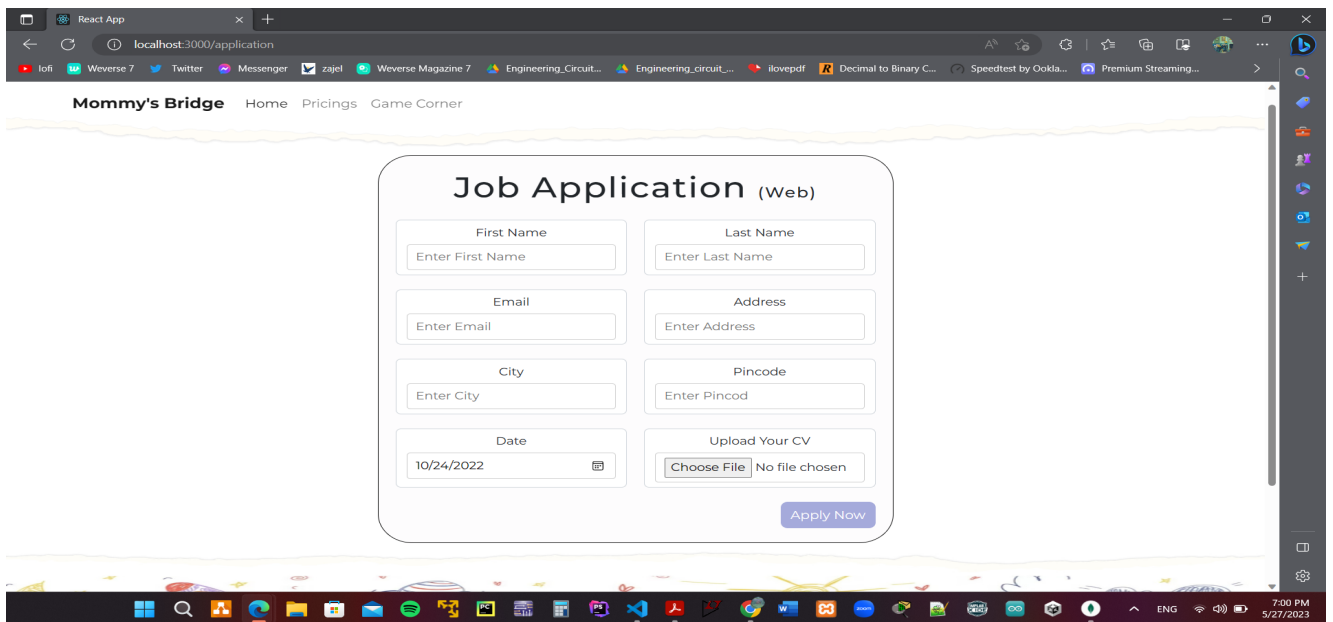 React App
localhost:3000/application
lofi Weverse 7 Twitter Messenger zajel Weverse Magazine 7 Engineering_Circuit... Engineering_circuit_... ilovepdf Decimal to Binary C... Speedtest by Ookla... Premium Streaming...
Mommy's Bridge Home Pricings Game Corner
Job Application (Web)
First Name Last Name
Enter First Name Enter Last Name
Email Address
Enter Email Enter Address
City Pincode
Enter City Enter Pincod
Date Upload Your CV
10/24/2022 Choose File No file chosen
Apply Now
ENG 7:00 PM
5/27/2023